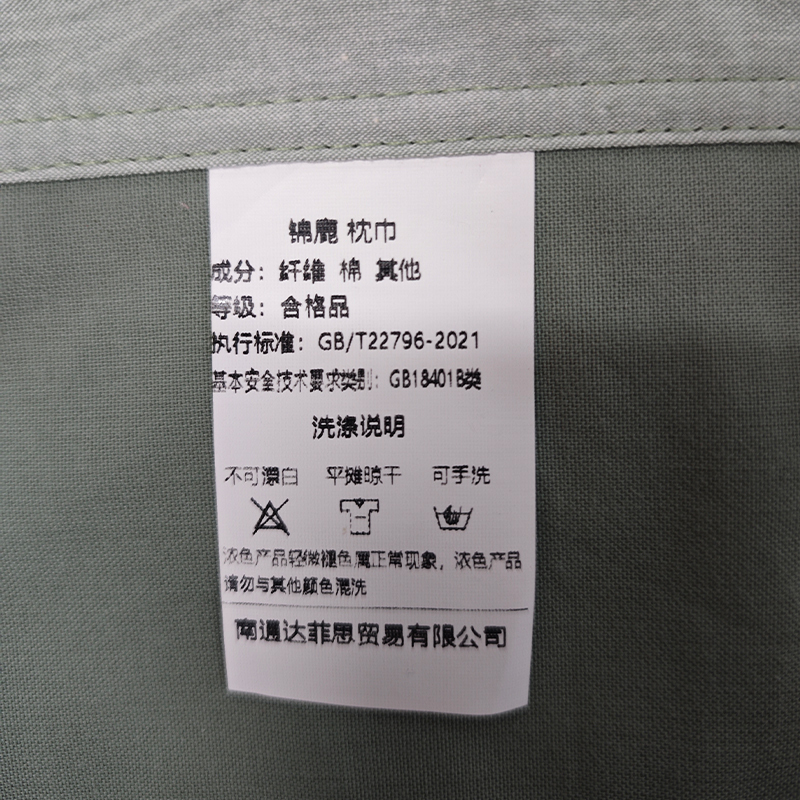 锦鹿 枕巾
成分：纤维 棉 其他
等级：合格品
执行标准：GB/T22796-2021
基本安全技术要求类别：GB18401B类
洗涤说明
不可漂白 平摊晾干 可手洗
浓色产品轻微褪色属正常现象，浓色产品
请勿与其他颜色混洗
南通达菲思贸易有限公司